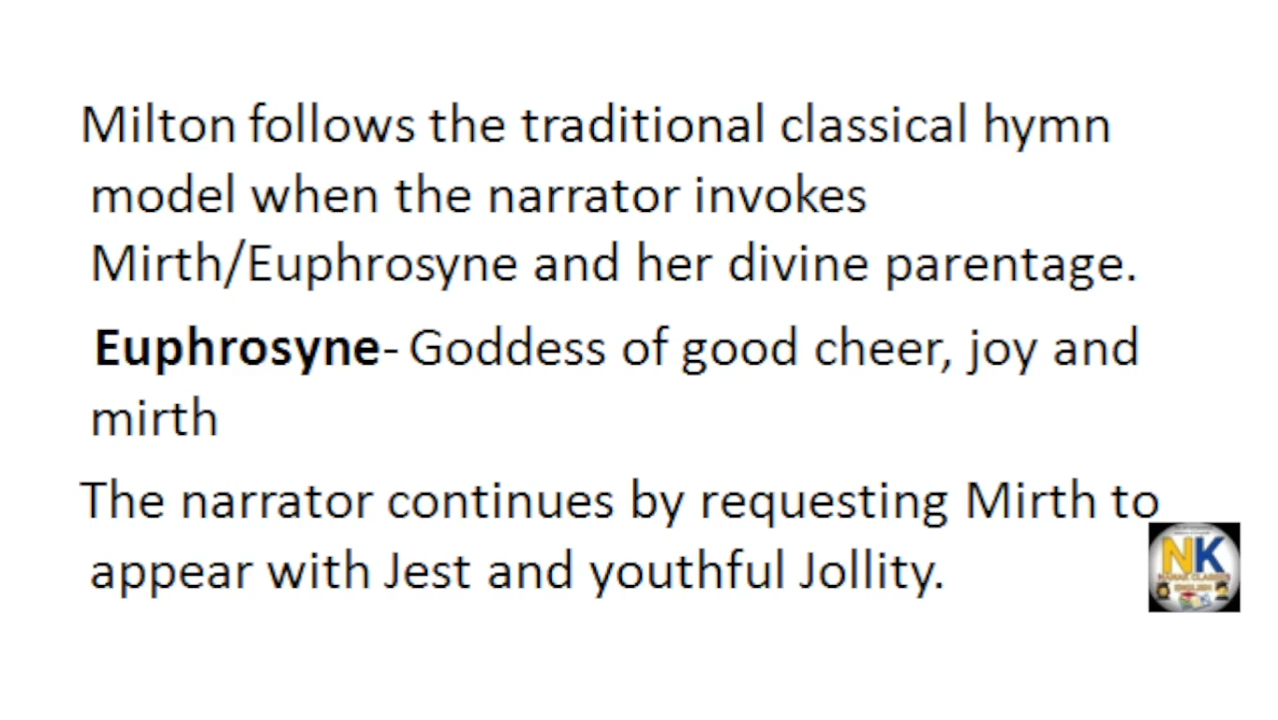 Milton follows the traditional classical hymn
model when the narrator invokes
Mirth/Euphrosyne and her divine parentage.
Euphrosyne- Goddess of good cheer, joy and
mirth
The narrator continues by requesting Mirth to
appear with Jest and youthful Jollity.
NK